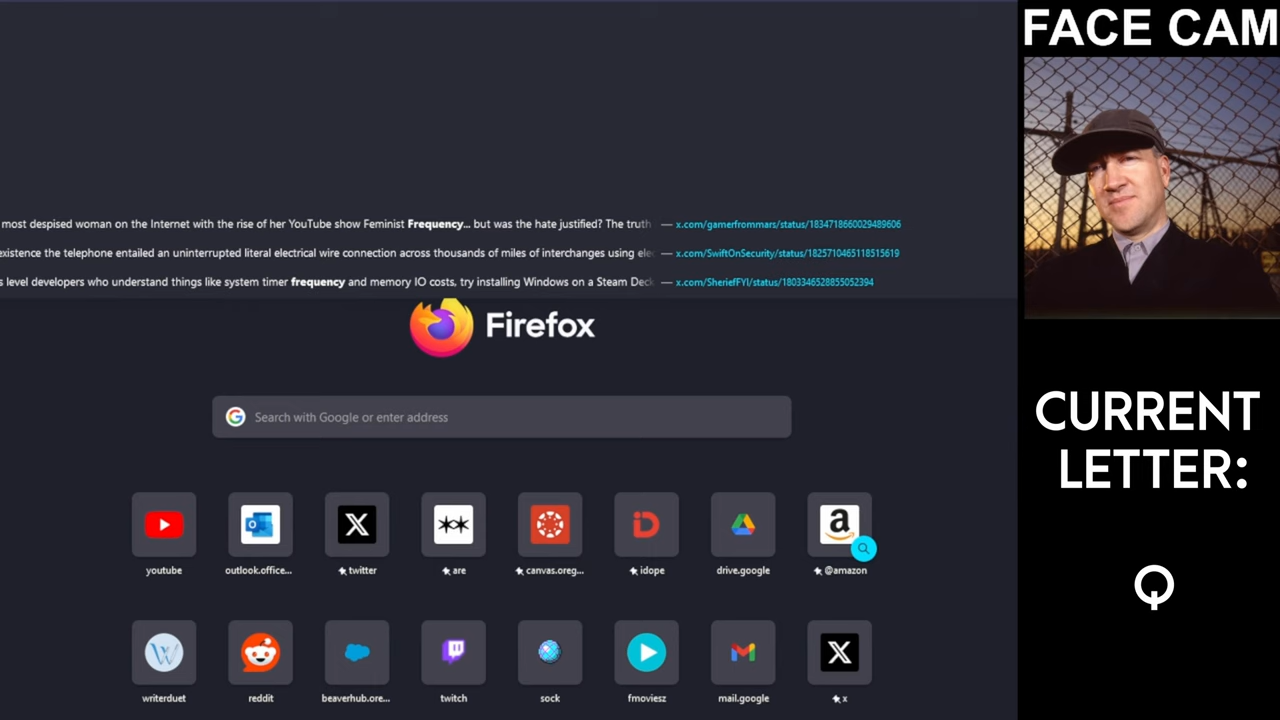 FACE CAM
most despised woman on the Internet with the rise of her YouTube show Feminist Frequency... but was the hate justified? The truth — x.com/gamerfrommars/status/1834718660029489606
existence the telephone entailed an uninterrupted literal electrical wire connection across thousands of miles of interchanges using ele — x.com/SwiftOnSecurity/status/1825710465118515619
s level developers who understand things like system timer frequency and memory IO costs, try installing Windows on a Steam Deck — x.com/SheriefFYI/status/1803346528855052394
Firefox
Search with Google or enter address
youtube
outlook.office...
twitter
are
canvas.oreg...
idope
drive.google
@amazon
writerduet
reddit
beaverhub.ore...
twitch
sock
fmoviesz
mail.google
x
CURRENT
LETTER:
Q